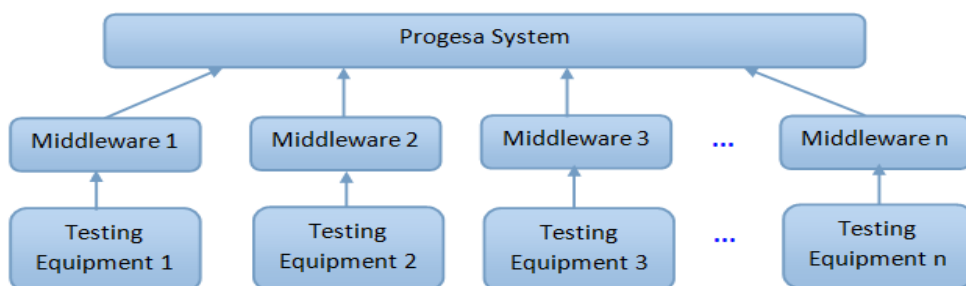 Progesa System
Middleware 1
Middleware 2
Middleware 3
...
Middleware n
Testing
Equipment 1
Testing
Equipment 2
Testing
Equipment 3
...
Testing
Equipment n